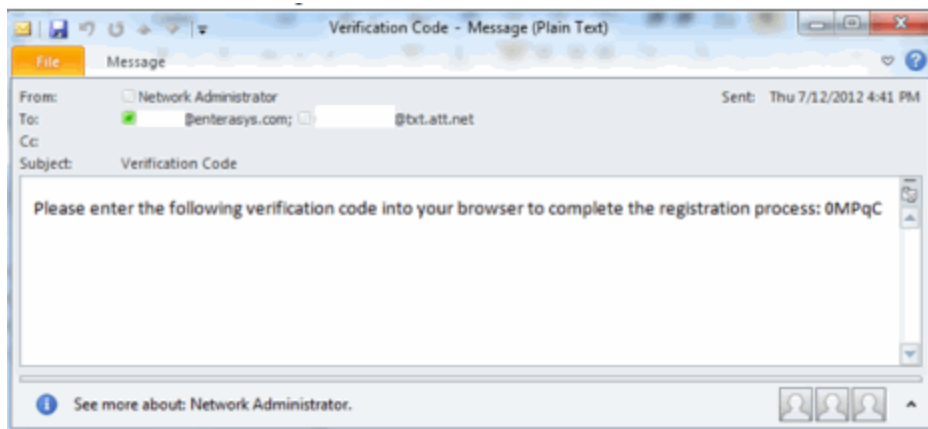 Verification Code - Message (Plain Text)
File Message
From: Network Administrator Sent: Thu 7/12/2012 4:41 PM
To: @enterasys.com; @txt.att.net
Cc:
Subject: Verification Code
Please enter the following verification code into your browser to complete the registration process: 0MPqC
See more about: Network Administrator.